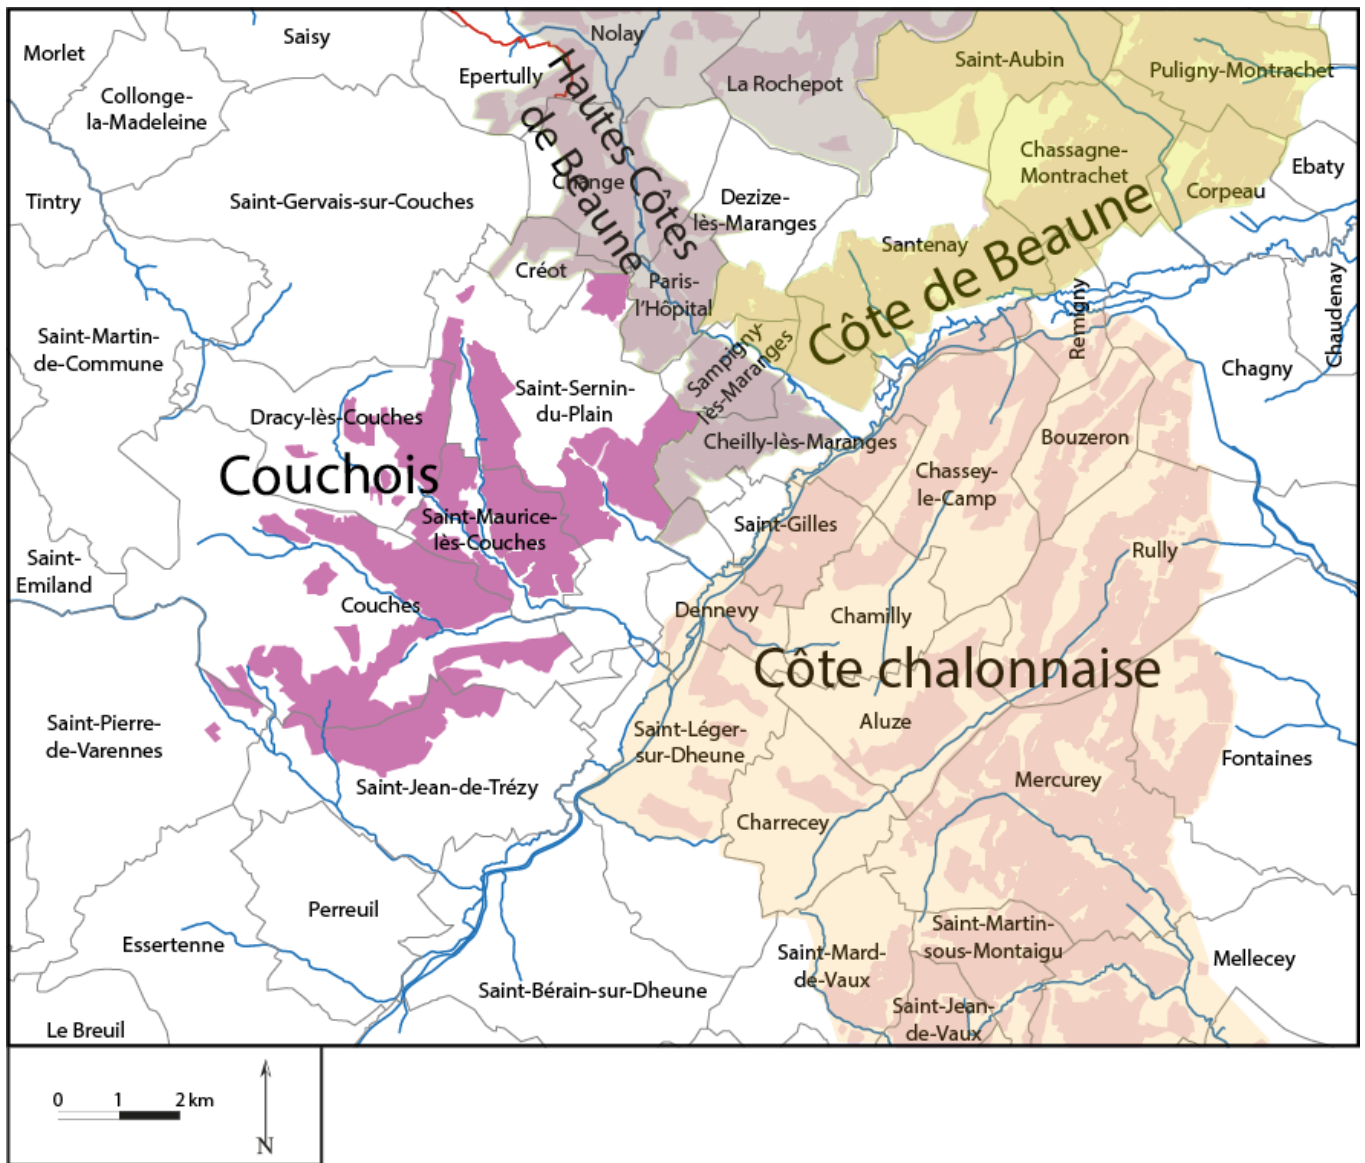 Morlet
Saisy
Nolay
Collonge-
la-Madeleine
Epertully
La Rochepot
Saint-Aubin
Puligny-Montrachet
Hautes Côtes
de Beaune
Chassagne-
Montrachet
Ebaty
Tintry
Saint-Gervais-sur-Couches
Change
Dezize-
lès-Maranges
Corpeau
Santenay
Côte de Beaune
Créot
Paris-
l'Hôpital
Remigny
Chaudenay
Saint-Martin-
de-Commune
Sampigny-
lès-Maranges
Chagny
Saint-Sernin-
du-Plain
Dracy-lès-Couches
Cheilly-lès-Maranges
Bouzeron
Couchois
Chassey-
le-Camp
Saint-Maurice-
lès-Couches
Saint-Gilles
Rully
Saint-
Emiland
Couches
Dennevy
Chamilly
Côte chalonnaise
Saint-Pierre-
de-Varennes
Saint-Léger-
sur-Dheune
Aluze
Fontaines
Saint-Jean-de-Trézy
Mercurey
Charrecey
Perreuil
Essertenne
Saint-Martin-
sous-Montaigu
Saint-Mard-
de-Vaux
Mellecey
Saint-Bérain-sur-Dheune
Saint-Jean-
de-Vaux
Le Breuil
0 1 2 km
N